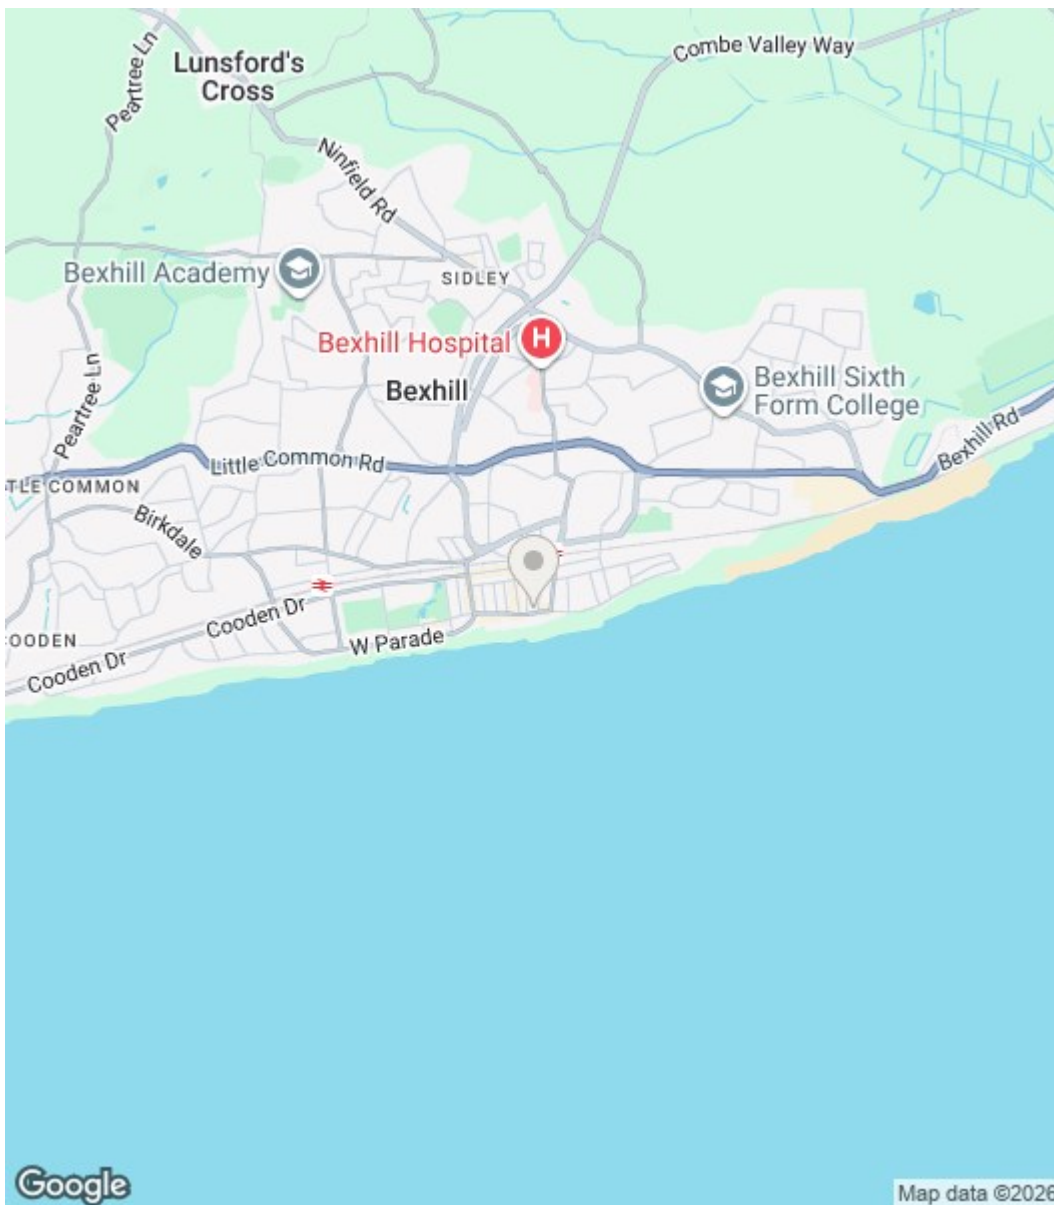 Combe Valley Way
Lunsford's
Cross
Peartree Ln
Ninfield Rd
Bexhill Academy
SIDLEY
Bexhill Hospital
H
Bexhill
Bexhill Sixth
Form College
Peartree Ln
Bexhill Rd
Little Common Rd
TLE COMMON
Birkdale
Cooden Dr
W Parade
OODEN
Cooden Dr
Google
Map data ©2026